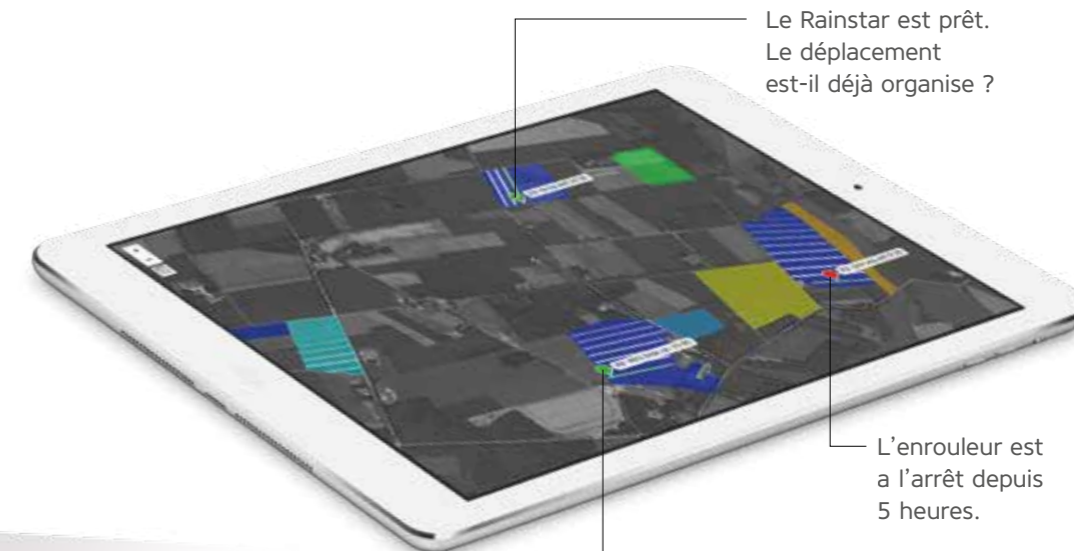 Le Rainstar est prêt.
Le déplacement
est-il déjà organise ?
L'enrouleur est
a l'arrêt depuis
5 heures.